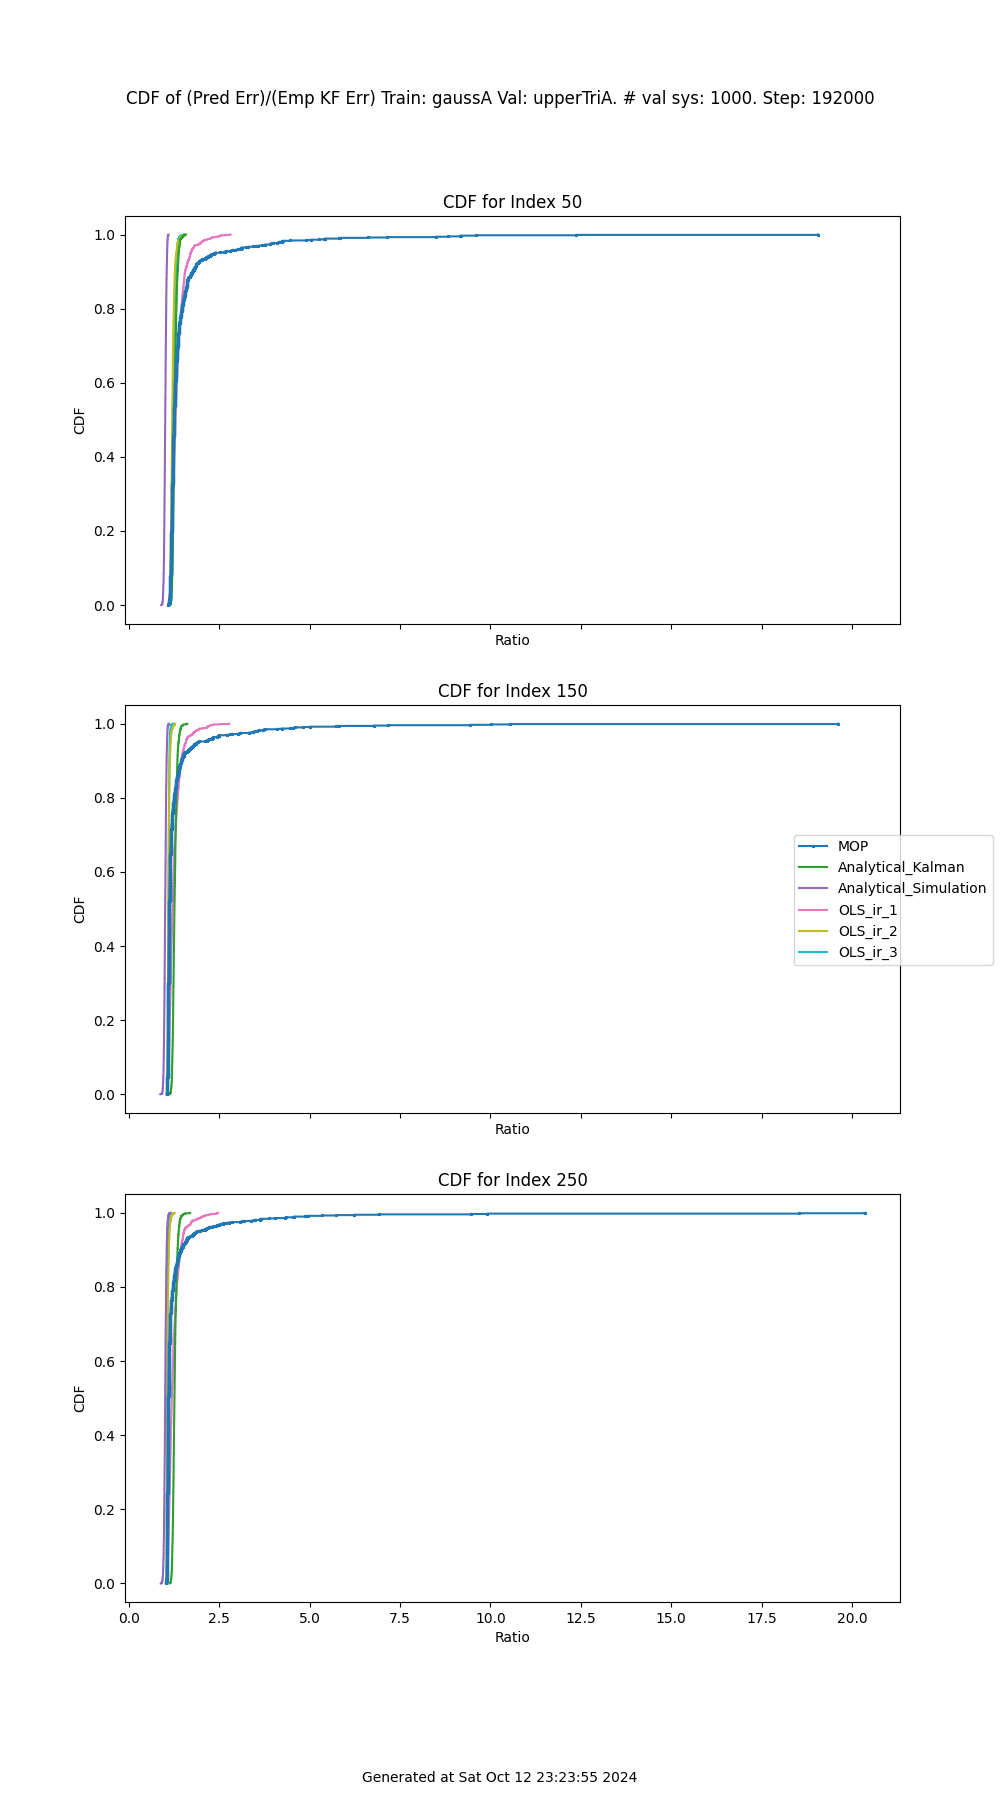 CDF of (Pred Err)/(Emp KF Err) Train: gaussA Val: upperTriA. # val sys: 1000. Step: 192000
CDF for Index 50
1.0
0.8
0.6
0.4
0.2
0.0
CDF
Ratio
CDF for Index 150
1.0
0.8
0.6
0.4
0.2
0.0
CDF
Ratio
MOP
Analytical_Kalman
Analytical_Simulation
OLS_ir_1
OLS_ir_2
OLS_ir_3
CDF for Index 250
1.0
0.8
0.6
0.4
0.2
0.0
CDF
0.0 2.5 5.0 7.5 10.0 12.5 15.0 17.5 20.0
Ratio
Generated at Sat Oct 12 23:23:55 2024